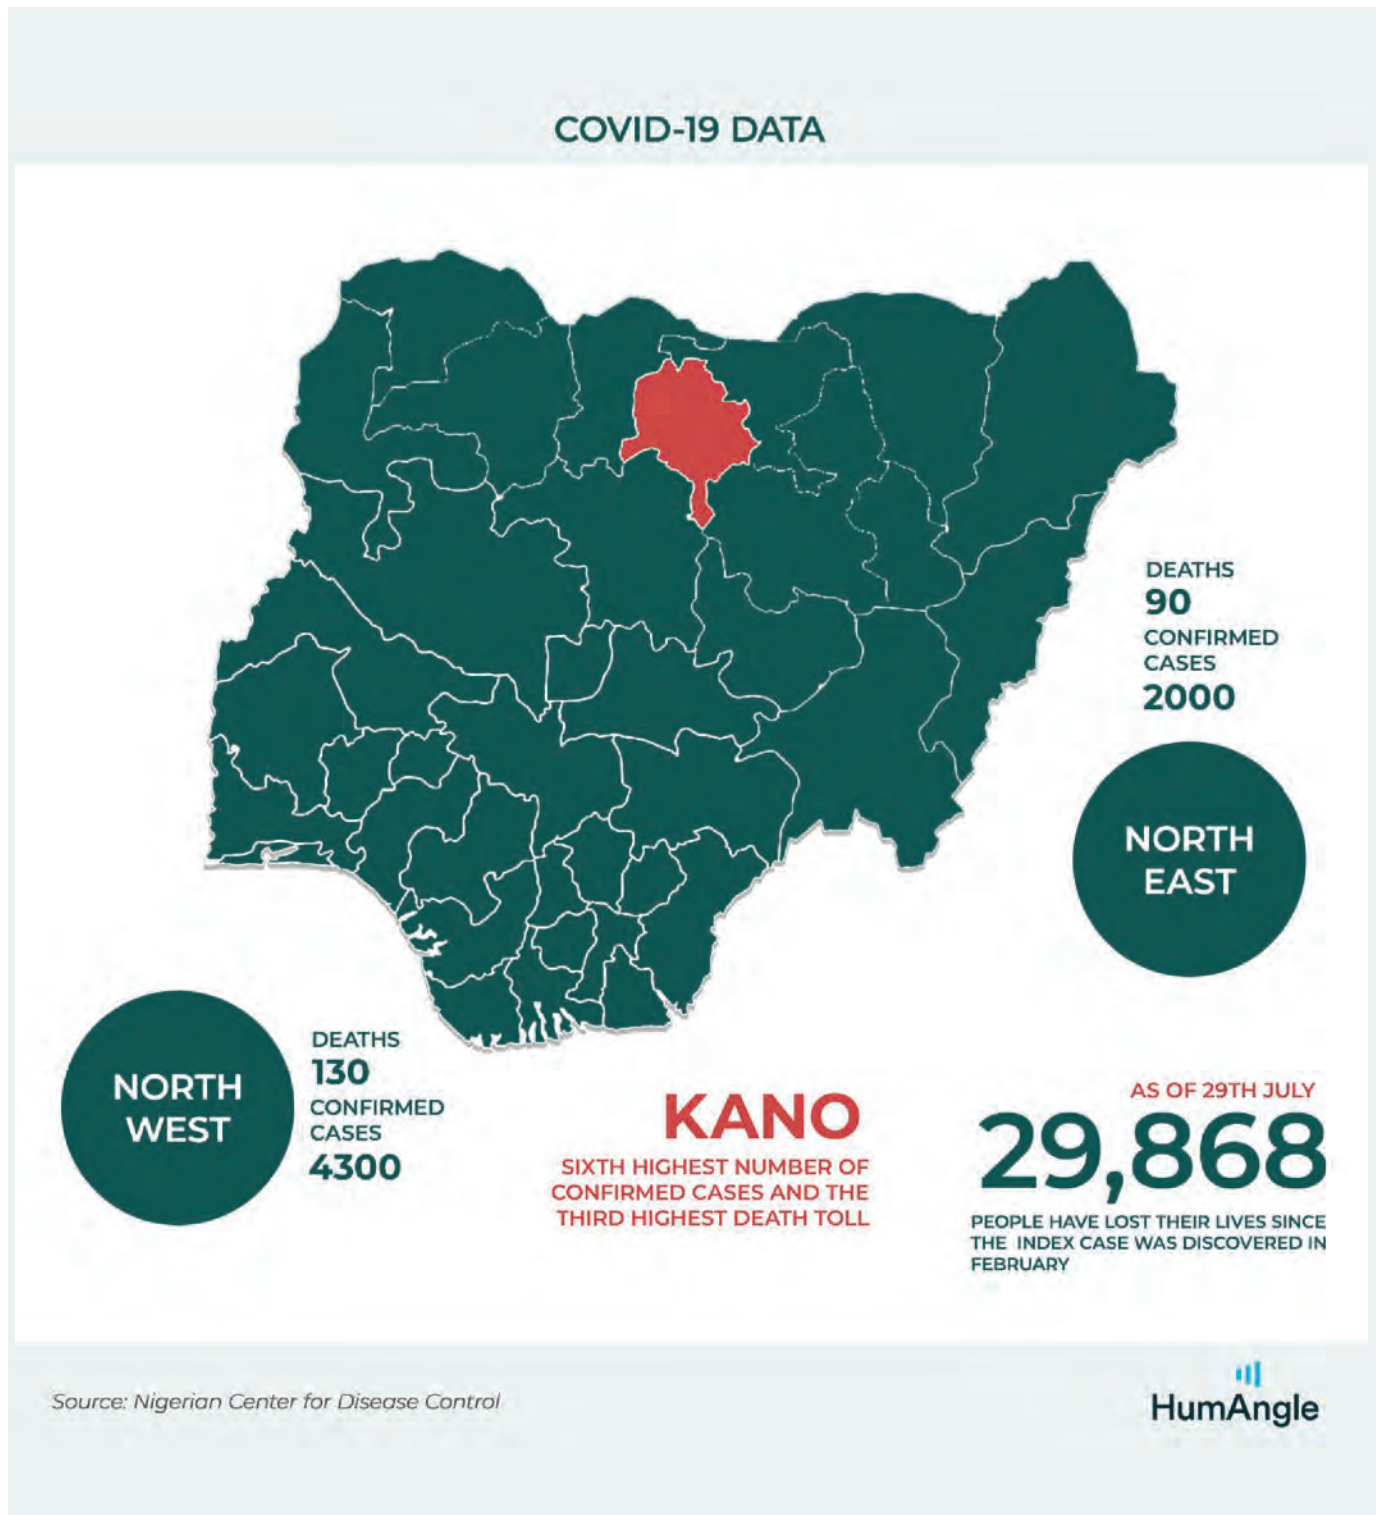 COVID-19 DATA
DEATHS
90
CONFIRMED
CASES
2000
NORTH
EAST
NORTH
WEST
DEATHS
130
CONFIRMED
CASES
4300
KANO
SIXTH HIGHEST NUMBER OF
CONFIRMED CASES AND THE
THIRD HIGHEST DEATH TOLL
AS OF 29TH JULY
29,868
PEOPLE HAVE LOST THEIR LIVES SINCE
THE INDEX CASE WAS DISCOVERED IN
FEBRUARY
Source: Nigerian Center for Disease Control
HumAngle